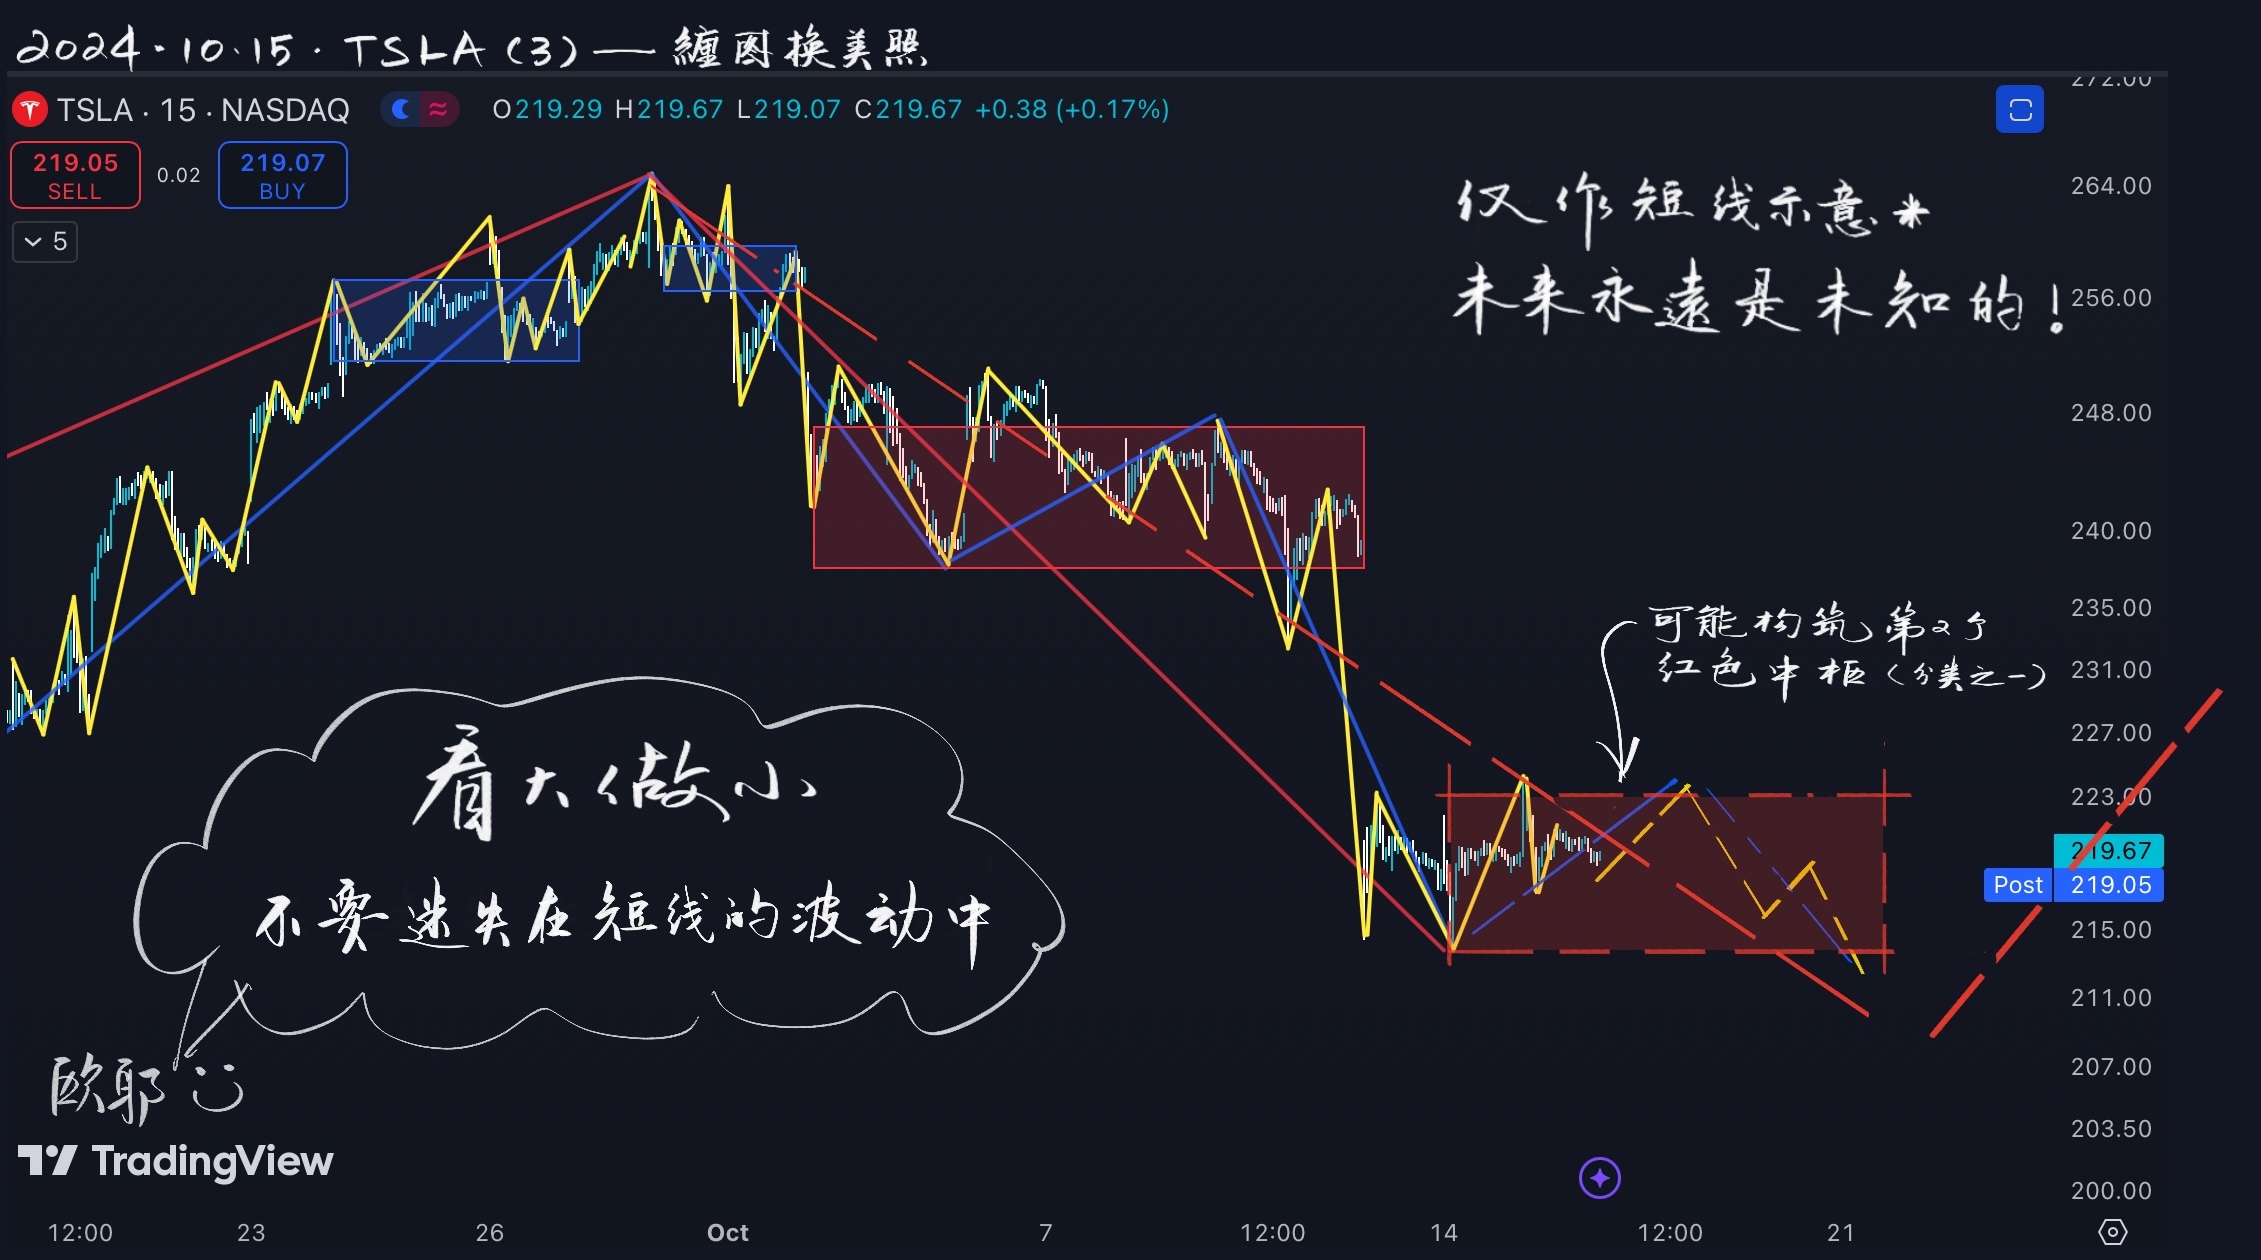 2024·10·15·TSLA(3)——纏图换美照
TSLA · 15 · NASDAQ
O219.29 H219.67 L219.07 C219.67 +0.38 (+0.17%)
219.05
SELL
0.02
219.07
BUY
5
仅作短线示意*
未来永遠是未知的!
可能构筑第2个
红色中枢(分类之一)
看大做小
不要迷失在短线的波动中
欧耶
TradingView
272.00
264.00
256.00
248.00
240.00
235.00
231.00
227.00
223.00
219.67
Post 219.05
215.00
211.00
207.00
203.50
200.00
12:00 23 26 Oct 7 12:00 14 12:00 21